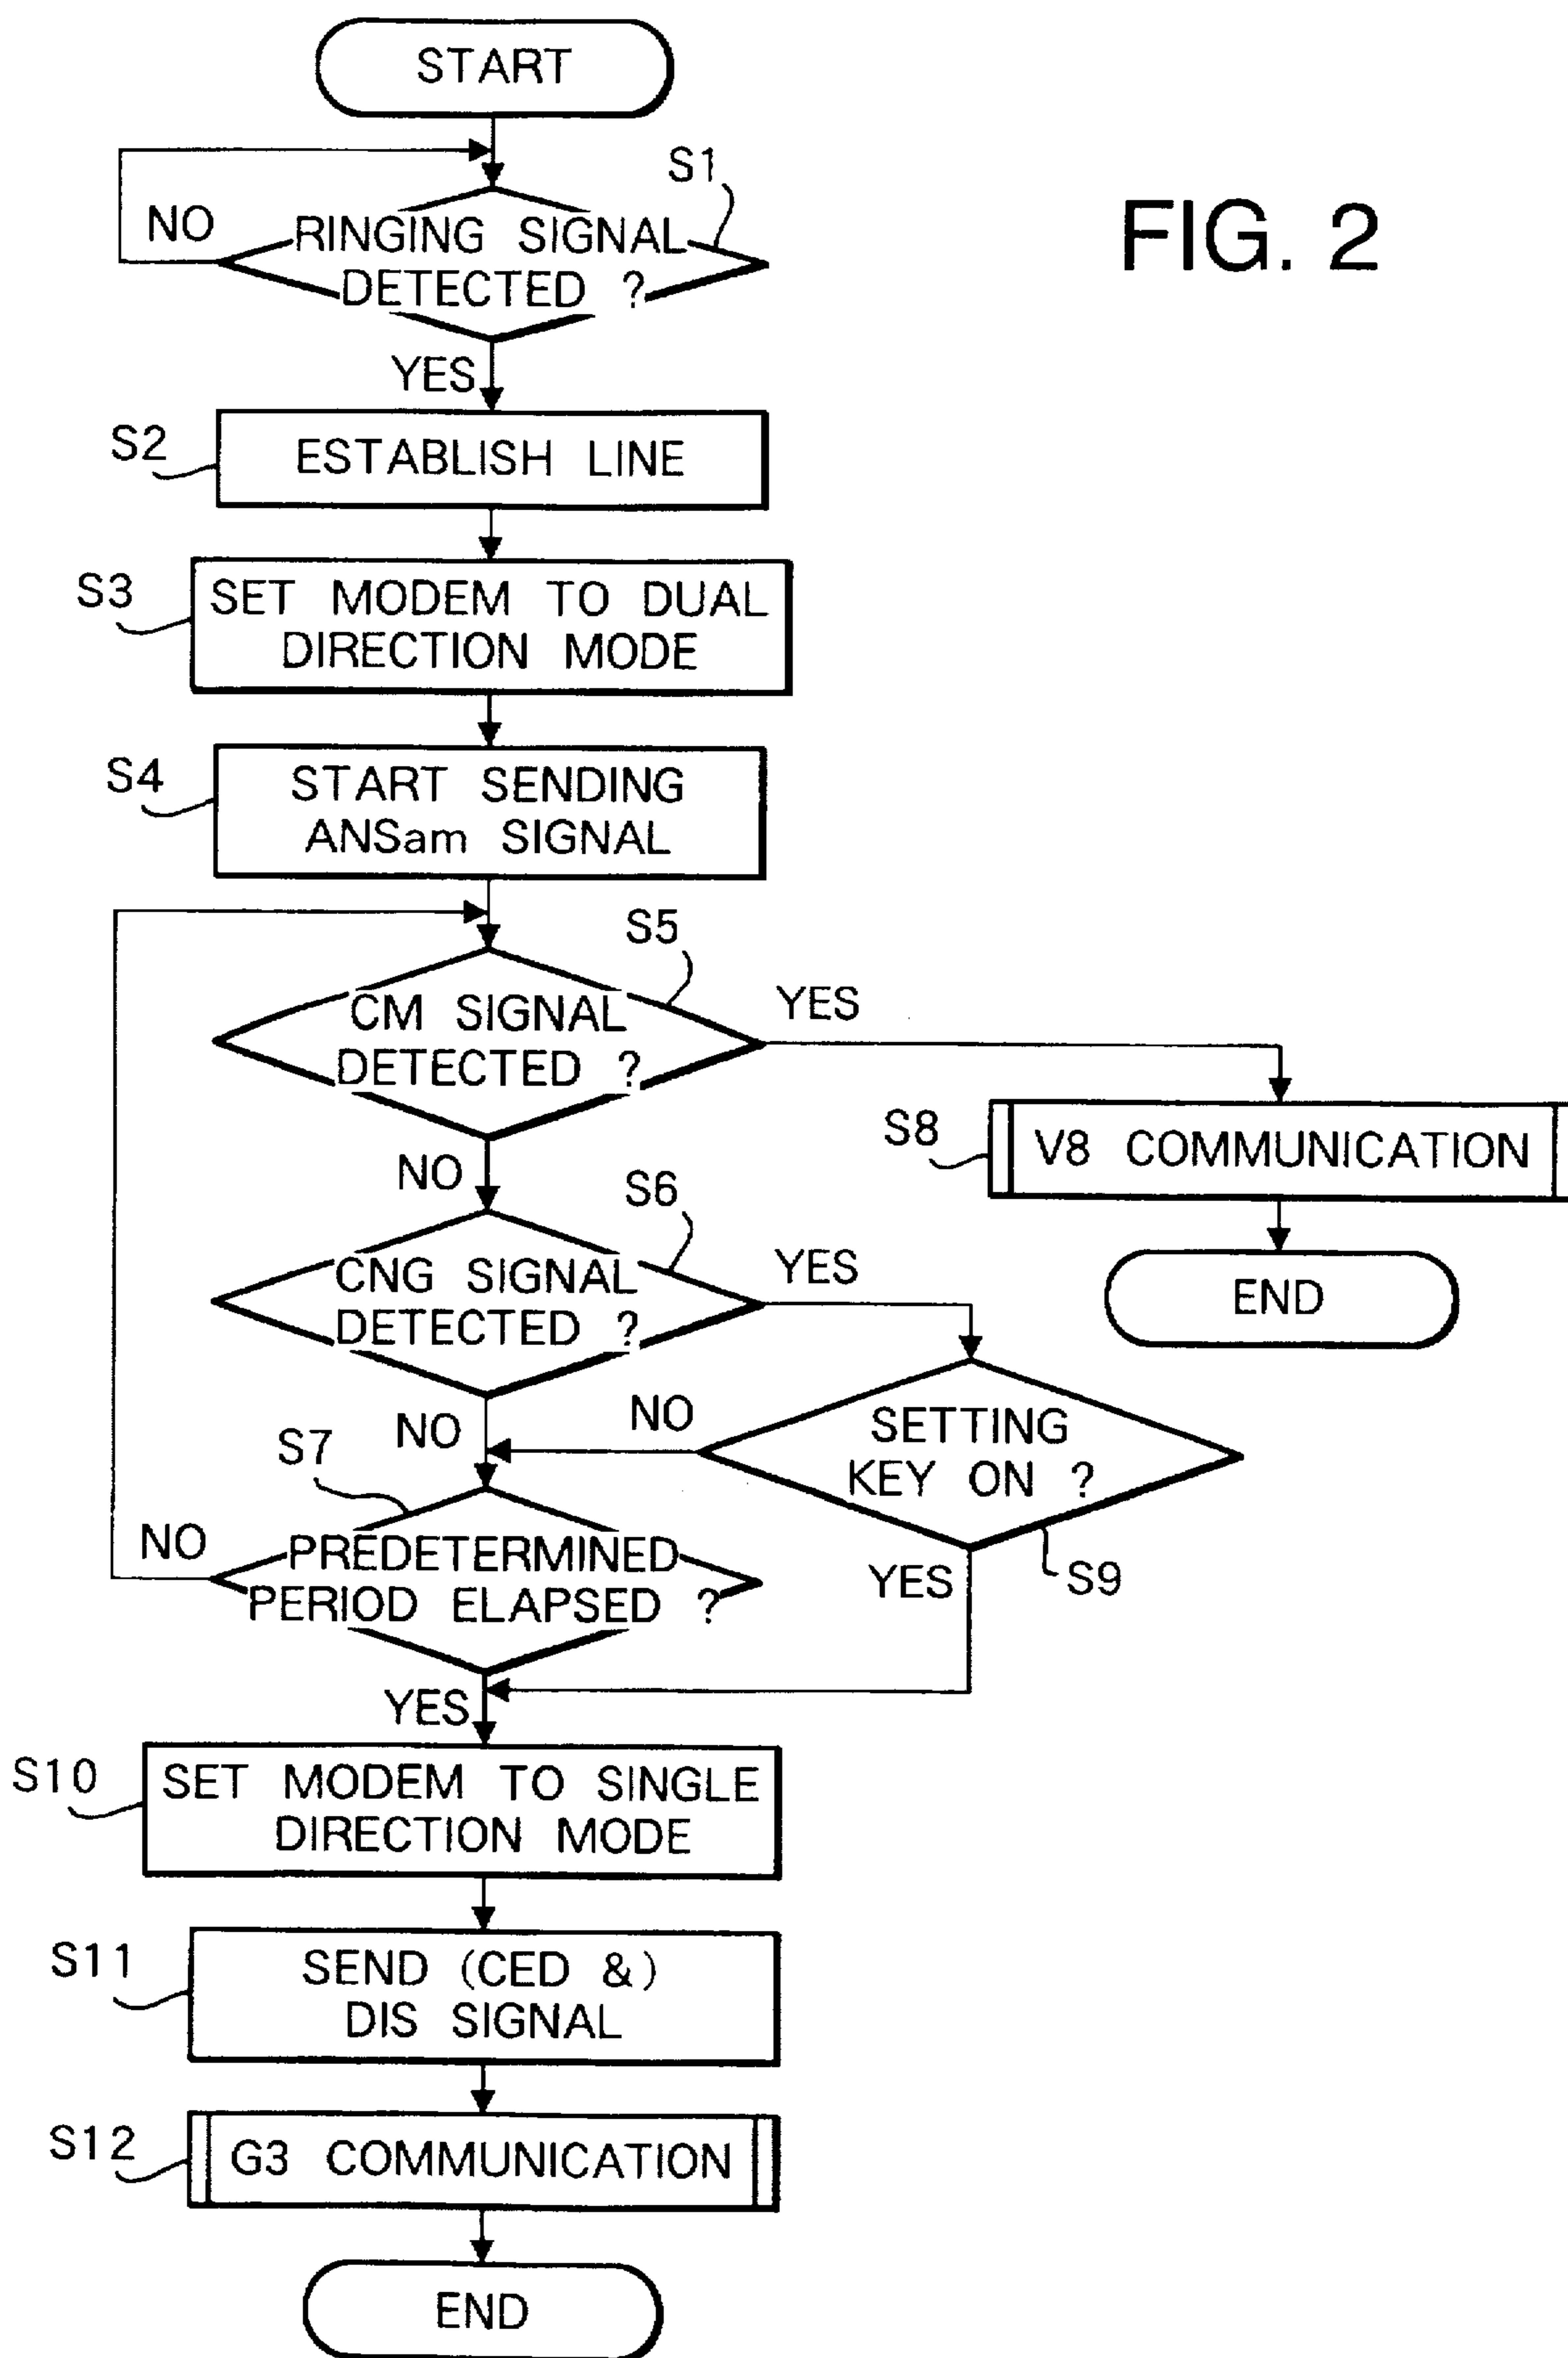 START
FIG. 2
S1
NO
RINGING SIGNAL
DETECTED ?
YES
S2
ESTABLISH LINE
S3
SET MODEM TO DUAL
DIRECTION MODE
S4
START SENDING
ANSam SIGNAL
S5
CM SIGNAL
DETECTED ?
YES
NO
S8
V8 COMMUNICATION
END
S6
CNG SIGNAL
DETECTED ?
YES
NO
NO
SETTING
KEY ON ?
S9
YES
S7
NO
PREDETERMINED
PERIOD ELAPSED ?
YES
S10
SET MODEM TO SINGLE
DIRECTION MODE
S11
SEND (CED &)
DIS SIGNAL
S12
G3 COMMUNICATION
END